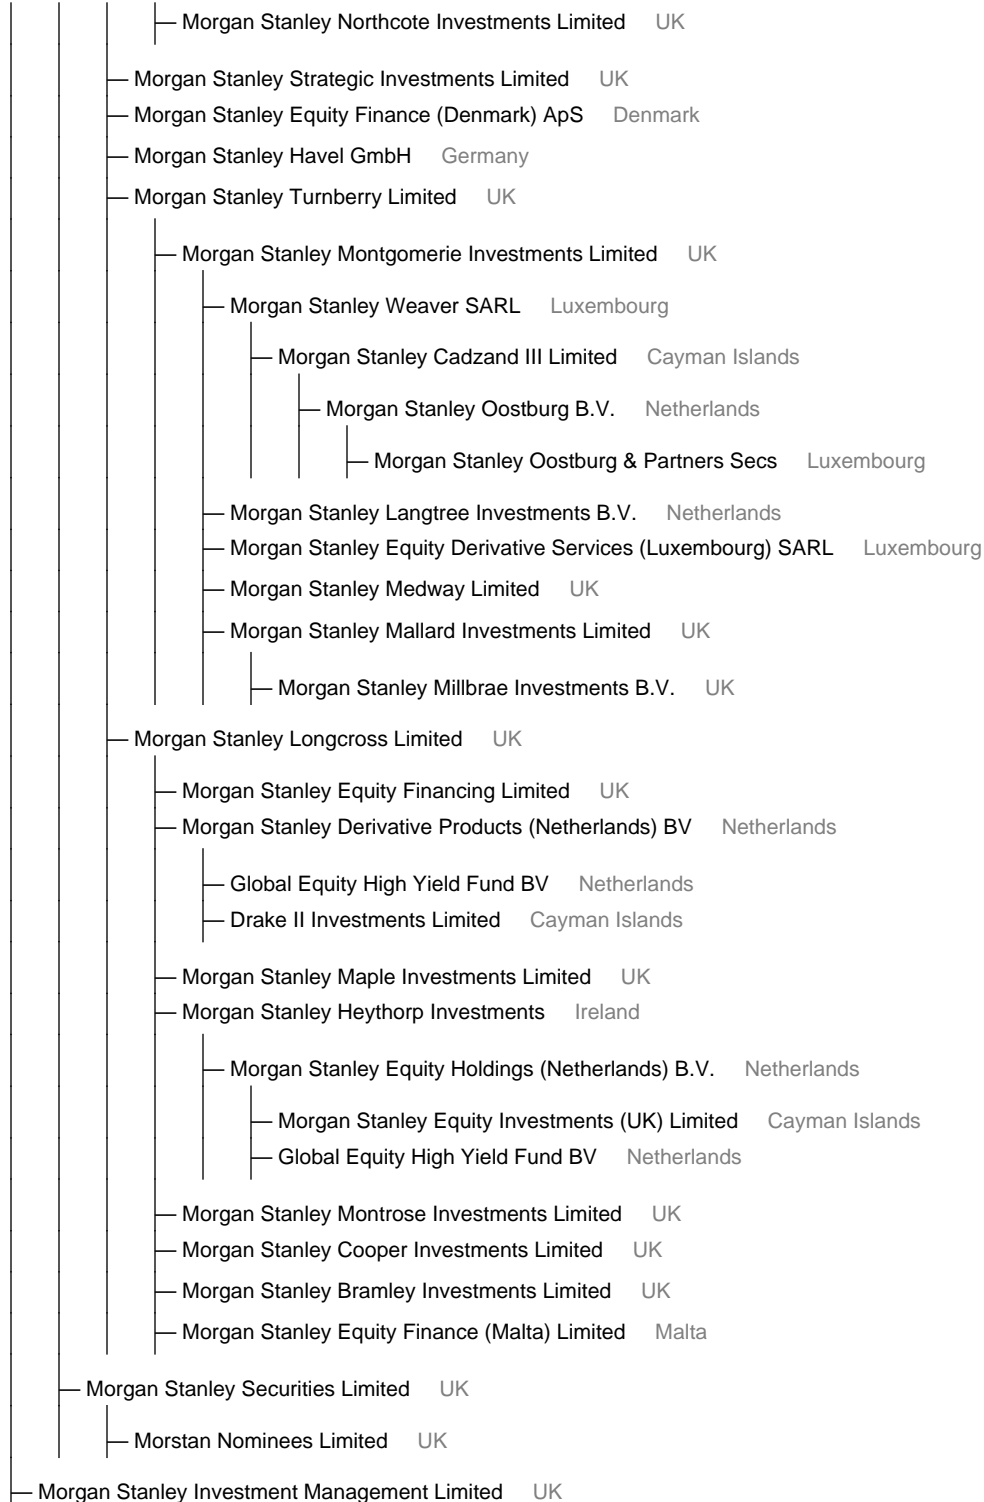 Morgan Stanley Northcote Investments Limited UK
Morgan Stanley Strategic Investments Limited UK
Morgan Stanley Equity Finance (Denmark) ApS Denmark
Morgan Stanley Havel GmbH Germany
Morgan Stanley Turnberry Limited UK
Morgan Stanley Montgomerie Investments Limited UK
Morgan Stanley Weaver SARL Luxembourg
Morgan Stanley Cadzand III Limited Cayman Islands
Morgan Stanley Oostburg B.V. Netherlands
Morgan Stanley Oostburg & Partners Secs Luxembourg
Morgan Stanley Langtree Investments B.V. Netherlands
Morgan Stanley Equity Derivative Services (Luxembourg) SARL Luxembourg
Morgan Stanley Medway Limited UK
Morgan Stanley Mallard Investments Limited UK
Morgan Stanley Millbrae Investments B.V. UK
Morgan Stanley Longcross Limited UK
Morgan Stanley Equity Financing Limited UK
Morgan Stanley Derivative Products (Netherlands) BV Netherlands
Global Equity High Yield Fund BV Netherlands
Drake II Investments Limited Cayman Islands
Morgan Stanley Maple Investments Limited UK
Morgan Stanley Heythorp Investments Ireland
Morgan Stanley Equity Holdings (Netherlands) B.V. Netherlands
Morgan Stanley Equity Investments (UK) Limited Cayman Islands
Global Equity High Yield Fund BV Netherlands
Morgan Stanley Montrose Investments Limited UK
Morgan Stanley Cooper Investments Limited UK
Morgan Stanley Bramley Investments Limited UK
Morgan Stanley Equity Finance (Malta) Limited Malta
Morgan Stanley Securities Limited UK
Morstan Nominees Limited UK
Morgan Stanley Investment Management Limited UK